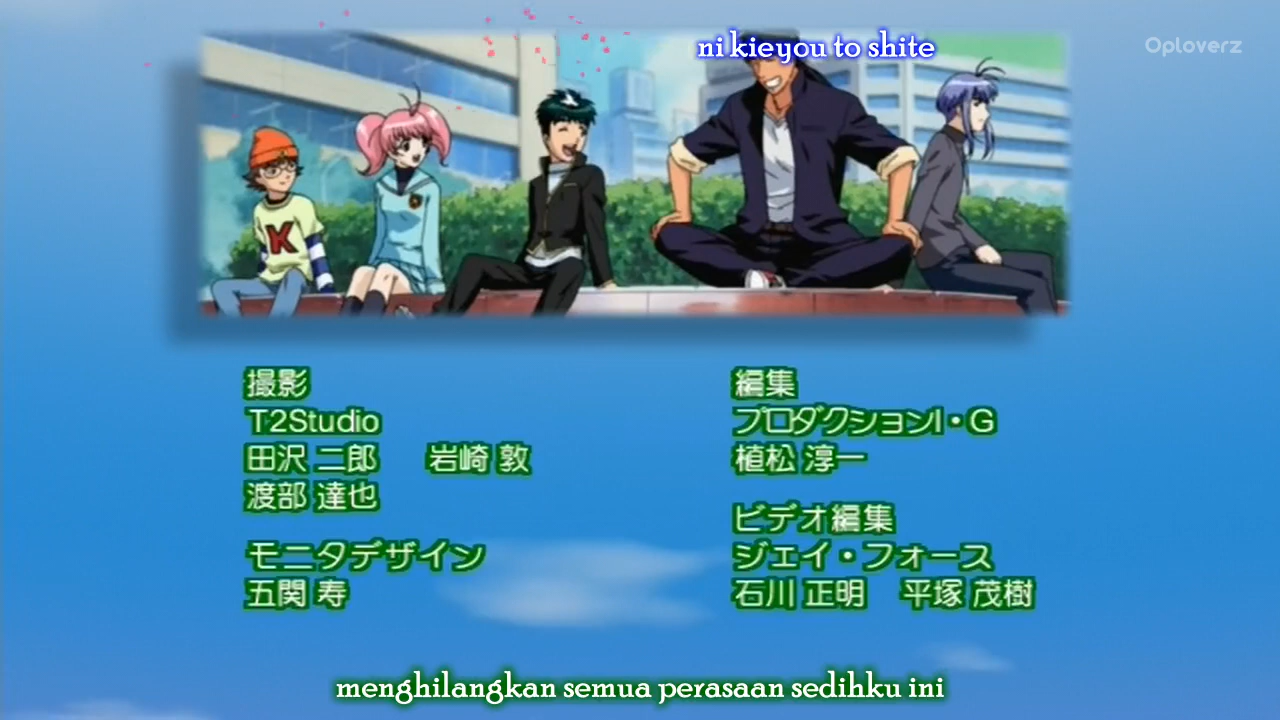 ni kieyou to shite
Oploverz
K
撮影
T2Studio
田沢 二郎 岩崎 敦
渡部 達也
モニタデザイン
五関 寿
編集
プロダクションI・G
植松 淳一
ビデオ編集
ジェイ・フォース
石川 正明 平塚 茂樹
menghilangkan semua perasaan sedihku ini